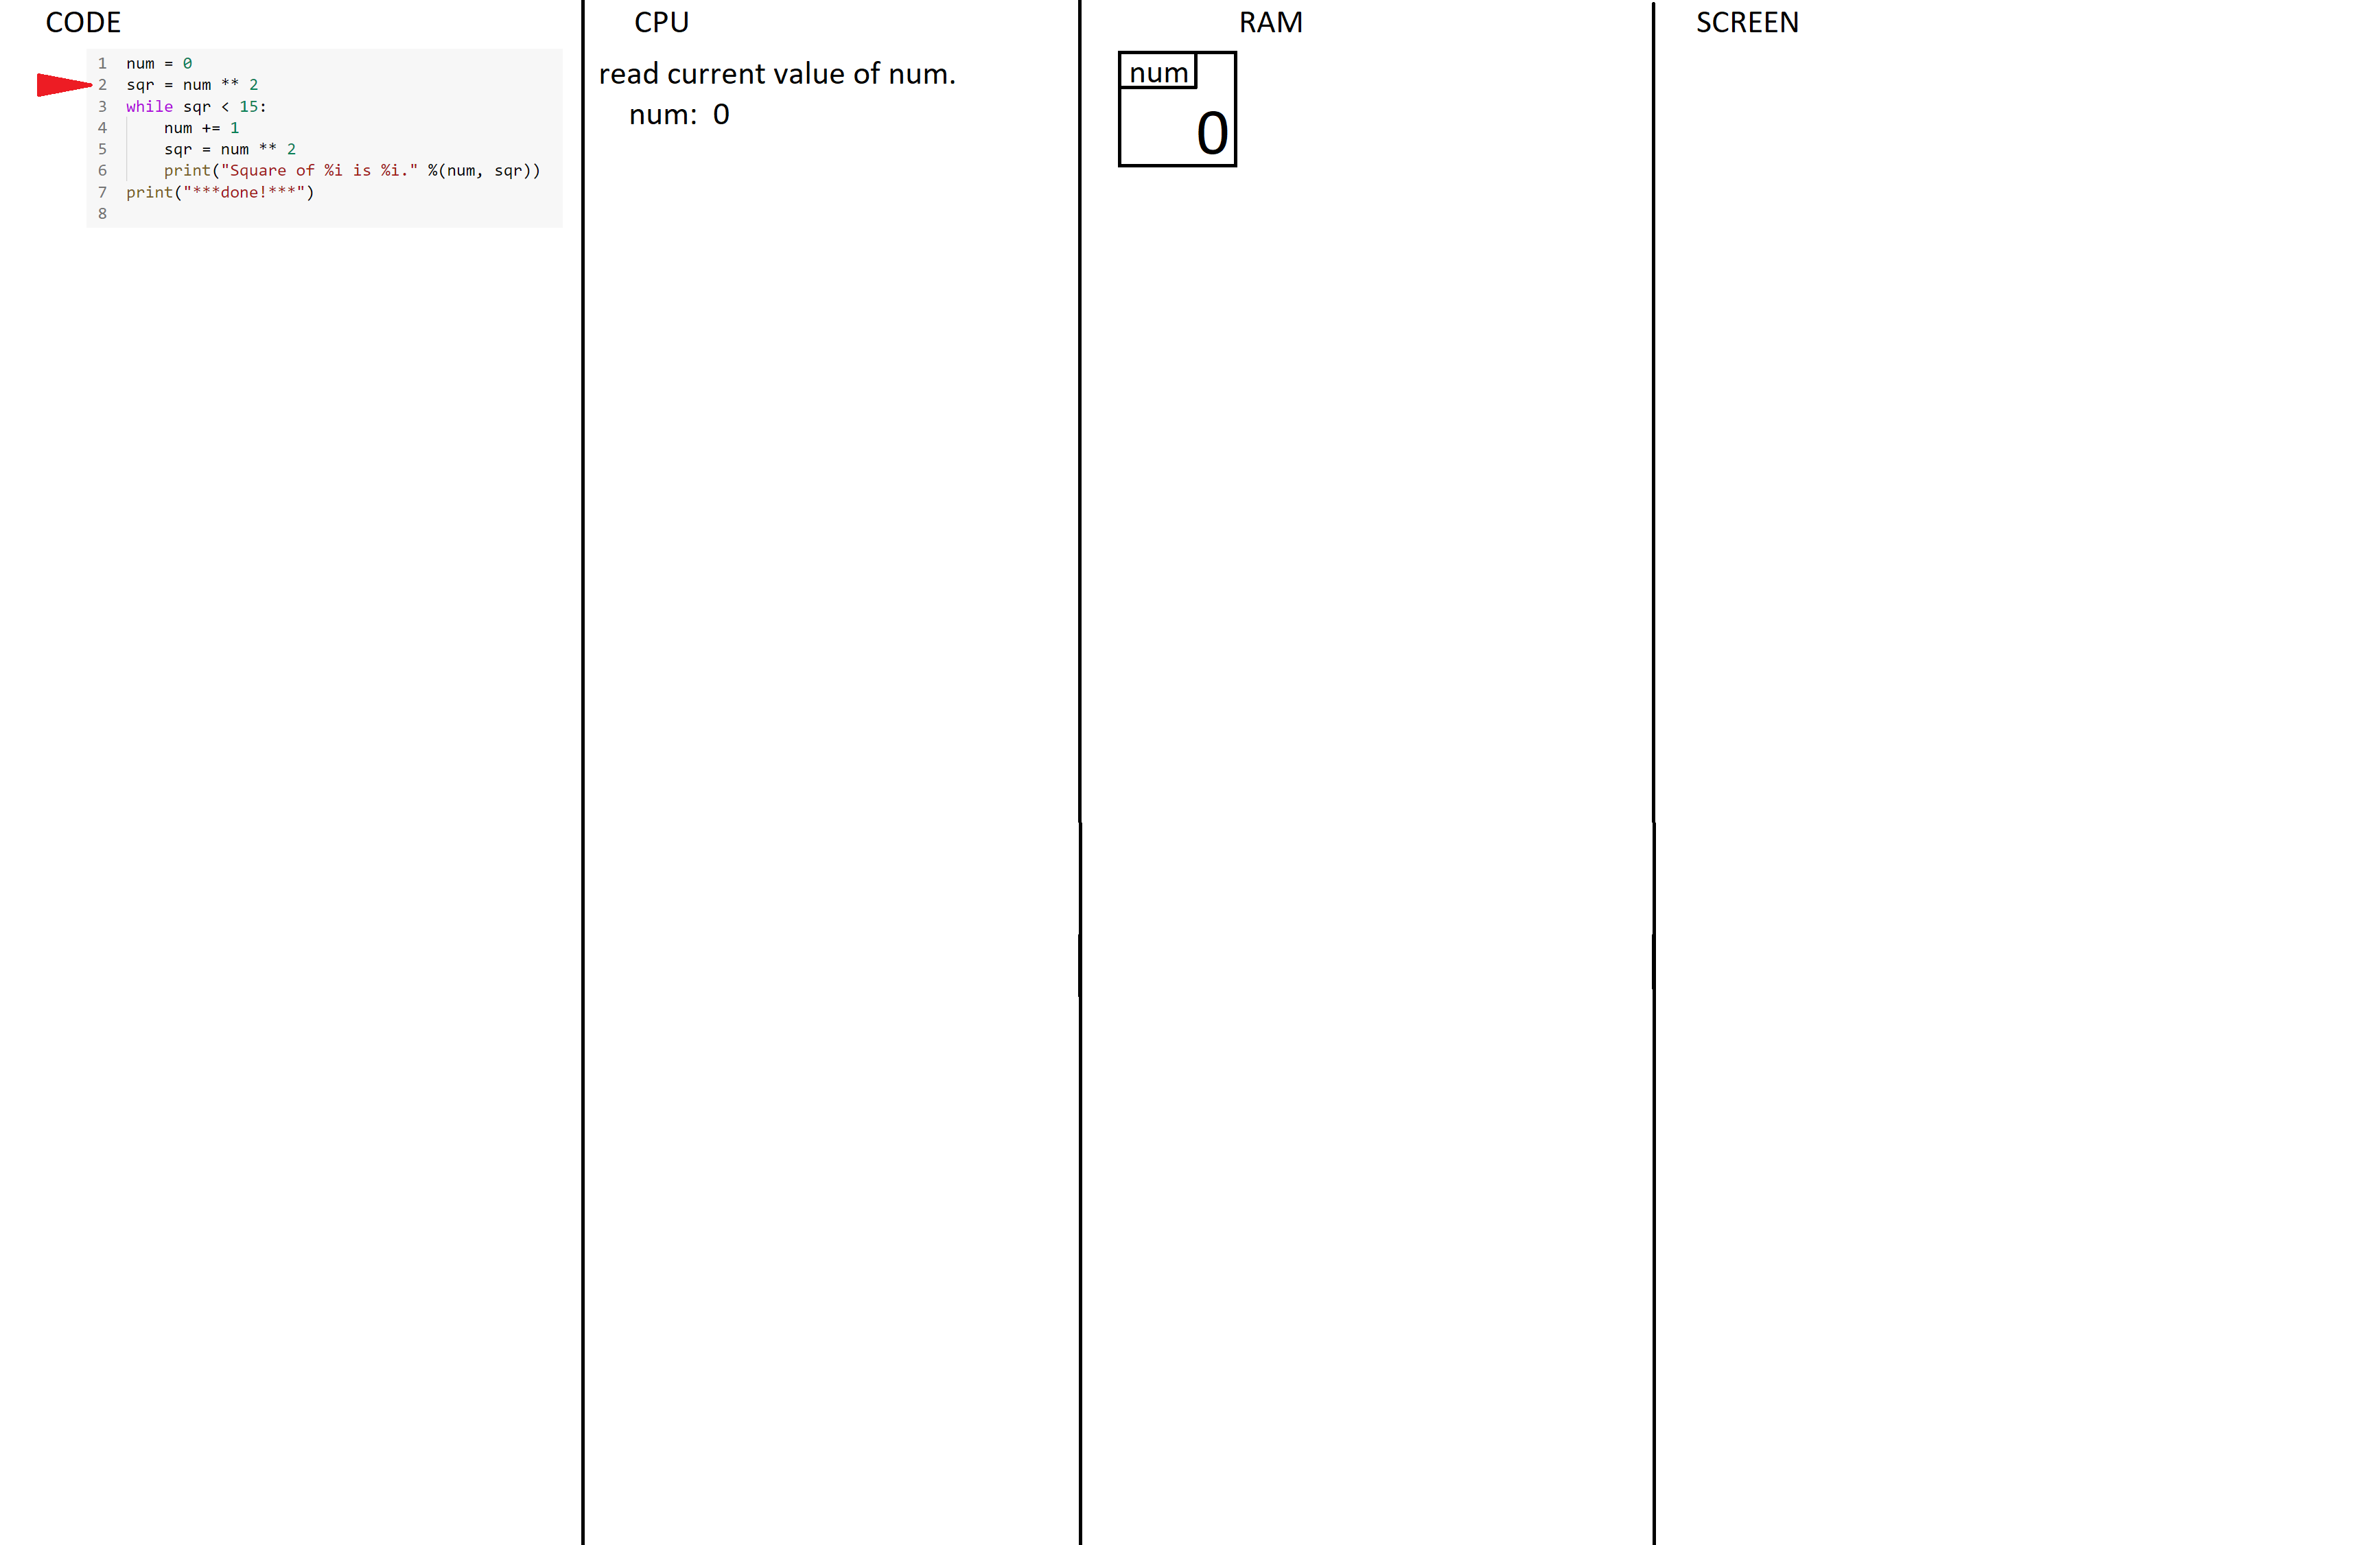 CODE
1 num = 0
2 sqr = num ** 2
3 while sqr < 15:
4     num += 1
5     sqr = num ** 2
6     print("Square of %i is %i." %(num, sqr))
7 print("***done!***")
8
CPU
read current value of num.
num: 0
RAM
num
0
SCREEN